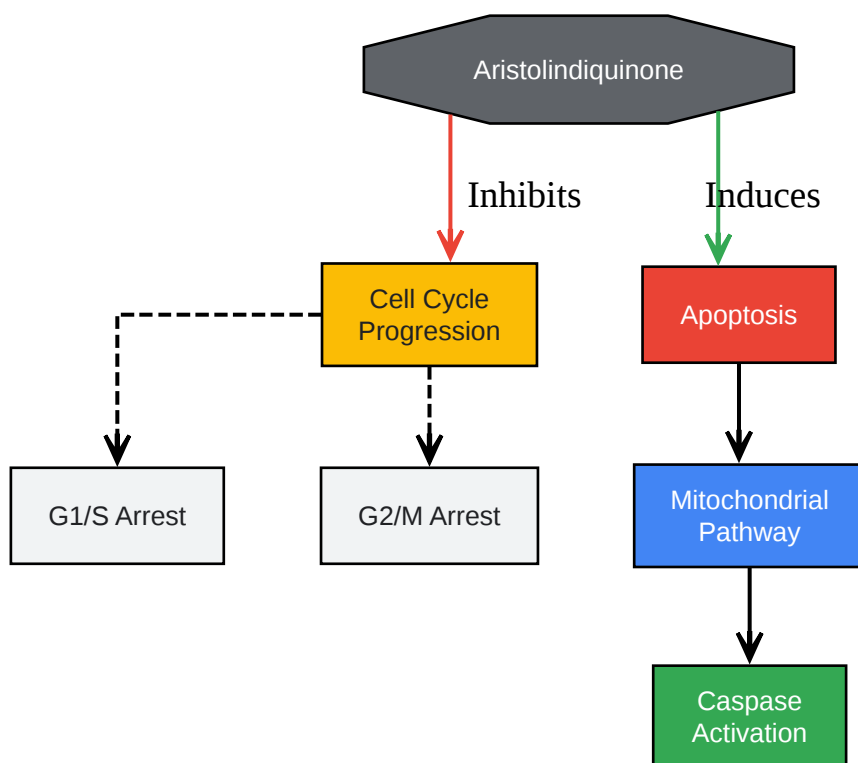 Aristolindiquinone
Inhibits
Induces
Cell Cycle
Progression
Apoptosis
G1/S Arrest
G2/M Arrest
Mitochondrial
Pathway
Caspase
Activation